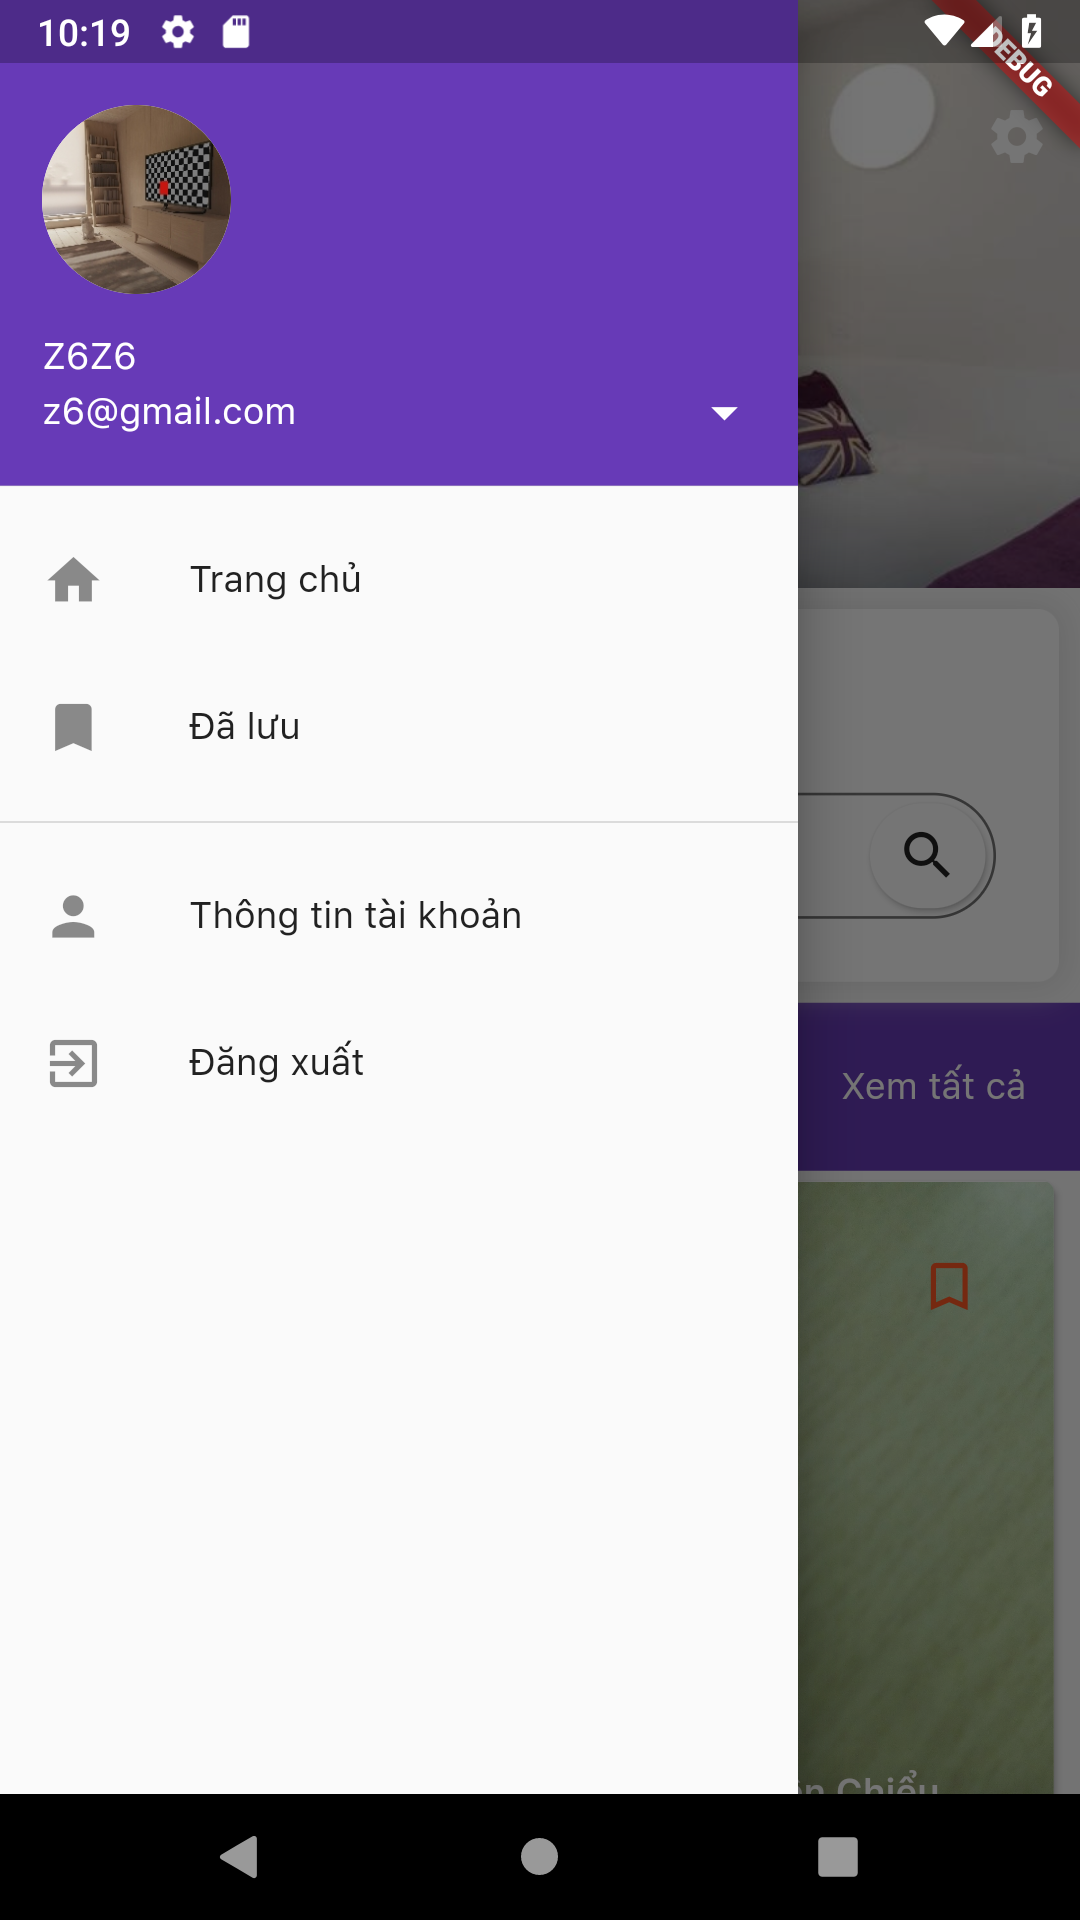 10:19
DEBUG
Z6Z6
z6@gmail.com
Trang chủ
Đã lưu
Thông tin tài khoản
Đăng xuất
Xem tất cả
Chiểu